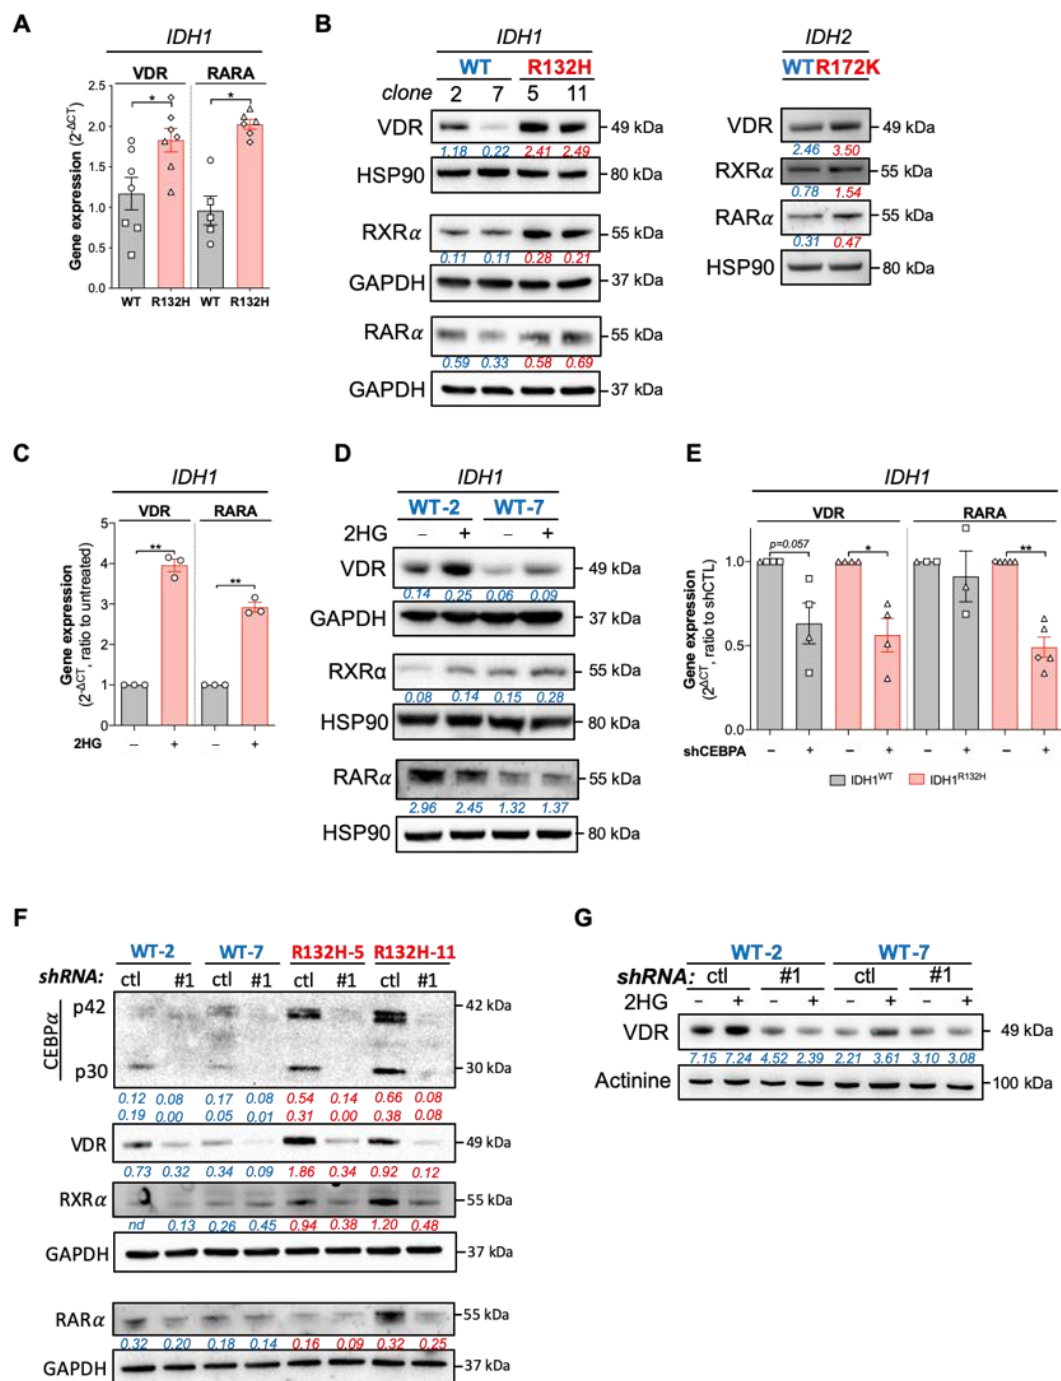 A
IDH1
VDR RARA
Gene expression (2-ΔCT)
2.5
2.0
1.5
1.0
0.5
0.0
* *
WT R132H WT R132H
B
IDH1
WT R132H
clone 2 7 5 11
VDR 49 kDa
1.18 0.22 2.41 2.49
HSP90 80 kDa
RXRα 55 kDa
0.11 0.11 0.28 0.21
GAPDH 37 kDa
RARα 55 kDa
0.59 0.33 0.58 0.69
GAPDH 37 kDa
IDH2
WT R172K
VDR 49 kDa
2.46 3.50
RXRα 55 kDa
0.78 1.54
RARα 55 kDa
0.31 0.47
HSP90 80 kDa
C
IDH1
VDR RARA
Gene expression
(2-ΔCT, ratio to untreated)
5
4
3
2
1
0
** **
2HG – + – +
D
IDH1
WT-2 WT-7
2HG – + – +
VDR 49 kDa
0.14 0.25 0.06 0.09
GAPDH 37 kDa
RXRα 55 kDa
0.08 0.14 0.15 0.28
HSP90 80 kDa
RARα 55 kDa
2.96 2.45 1.32 1.37
HSP90 80 kDa
E
IDH1
VDR RARA
Gene expression
(2ΔCT, ratio to shCTL)
p=0.057 * **
1.0
0.5
0.0
shCEBPA – + – + – + – +
IDH1WT IDH1R132H
F
WT-2 WT-7 R132H-5 R132H-11
shRNA: ctl #1 ctl #1 ctl #1 ctl #1
CEBPα
p42 42 kDa
p30 30 kDa
0.12 0.08 0.17 0.08 0.54 0.14 0.66 0.08
0.19 0.00 0.05 0.01 0.31 0.00 0.38 0.08
VDR 49 kDa
0.73 0.32 0.34 0.09 1.86 0.34 0.92 0.12
RXRα 55 kDa
nd 0.13 0.26 0.45 0.94 0.38 1.20 0.48
GAPDH 37 kDa
RARα 55 kDa
0.32 0.20 0.18 0.14 0.16 0.09 0.32 0.25
GAPDH 37 kDa
G
WT-2 WT-7
shRNA: ctl #1 ctl #1
2HG – + – + – + – +
VDR 49 kDa
7.15 7.24 4.52 2.39 2.21 3.61 3.10 3.08
Actinine 100 kDa